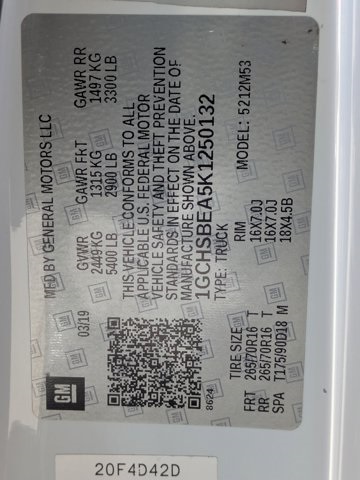 GM
MFD BY GENERAL MOTORS LLC
03/19
GVWR GAWR FRT GAWR RR
2449 KG 1315 KG 1497 KG
5400 LB 2900 LB 3300 LB
THIS VEHICLE CONFORMS TO ALL
APPLICABLE U.S. FEDERAL MOTOR
VEHICLE SAFETY AND THEFT PREVENTION
STANDARDS IN EFFECT ON THE DATE OF
MANUFACTURE SHOWN ABOVE.
1GCHSBEA5K1250132
8624 TYPE: TRUCK MODEL: 5212M53
TIRE SIZE RIM
FRT 265/70R16 T 16X7.0J
RR 265/70R16 T 16X7.0J
SPA T175/90D18 M 18X4.5B
20F4D42D